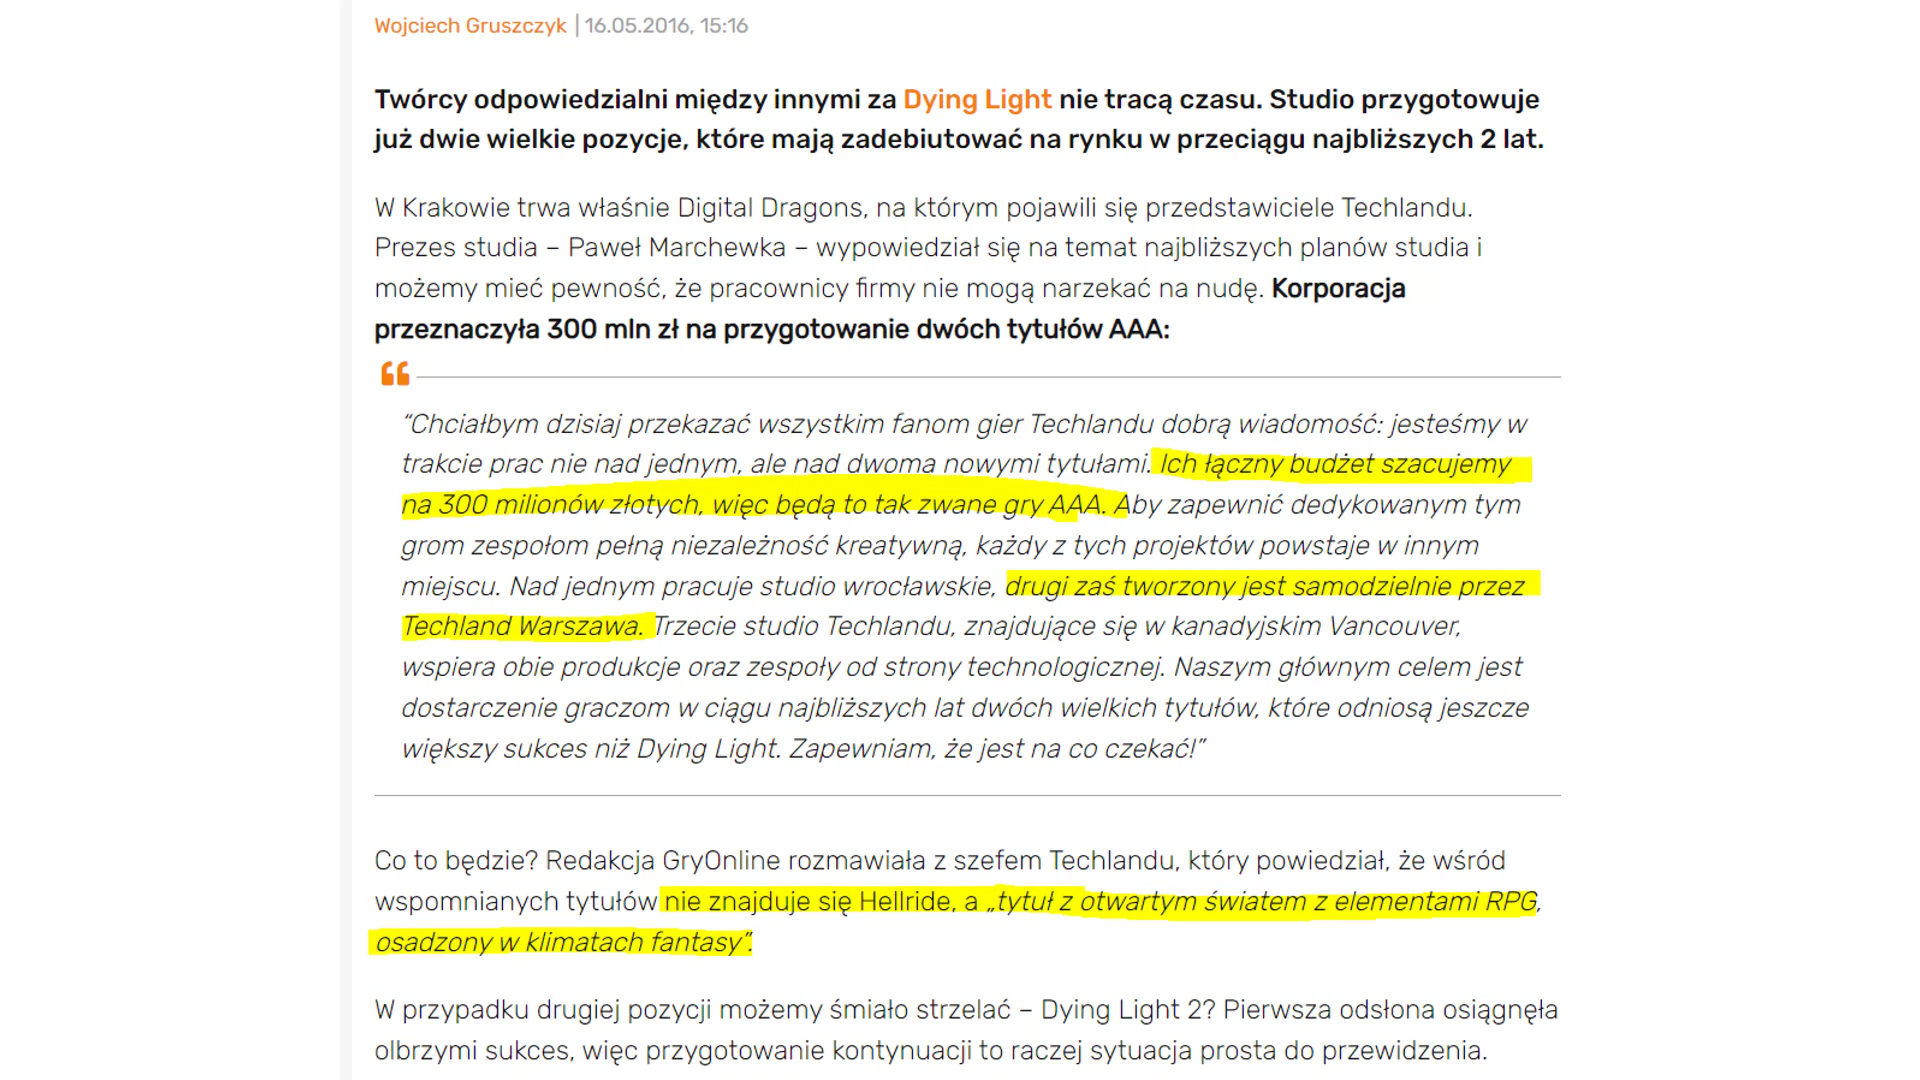 Wojciech Gruszczyk | 16.05.2016, 15:16
Twórcy odpowiedzialni między innymi za Dying Light nie tracą czasu. Studio przygotowuje
już dwie wielkie pozycje, które mają zadebiutować na rynku w przeciągu najbliższych 2 lat.
W Krakowie trwa właśnie Digital Dragons, na którym pojawili się przedstawiciele Techlandu.
Prezes studia – Paweł Marchewka – wypowiedział się na temat najbliższych planów studia i
możemy mieć pewność, że pracownicy firmy nie mogą narzekać na nudę. Korporacja
przeznaczyła 300 mln zł na przygotowanie dwóch tytułów AAA:
“Chciałbym dzisiaj przekazać wszystkim fanom gier Techlandu dobrą wiadomość: jesteśmy w
trakcie prac nie nad jednym, ale nad dwoma nowymi tytułami. Ich łączny budżet szacujemy
na 300 milionów złotych, więc będą to tak zwane gry AAA. Aby zapewnić dedykowanym tym
grom zespołom pełną niezależność kreatywną, każdy z tych projektów powstaje w innym
miejscu. Nad jednym pracuje studio wrocławskie, drugi zaś tworzony jest samodzielnie przez
Techland Warszawa. Trzecie studio Techlandu, znajdujące się w kanadyjskim Vancouver,
wspiera obie produkcje oraz zespoły od strony technologicznej. Naszym głównym celem jest
dostarczenie graczom w ciągu najbliższych lat dwóch wielkich tytułów, które odniosą jeszcze
większy sukces niż Dying Light. Zapewniam, że jest na co czekać!”
Co to będzie? Redakcja GryOnline rozmawiała z szefem Techlandu, który powiedział, że wśród
wspomnianych tytułów nie znajduje się Hellride, a „tytuł z otwartym światem z elementami RPG,
osadzony w klimatach fantasy”.
W przypadku drugiej pozycji możemy śmiało strzelać – Dying Light 2? Pierwsza odsłona osiągnęła
olbrzymi sukces, więc przygotowanie kontynuacji to raczej sytuacja prosta do przewidzenia.